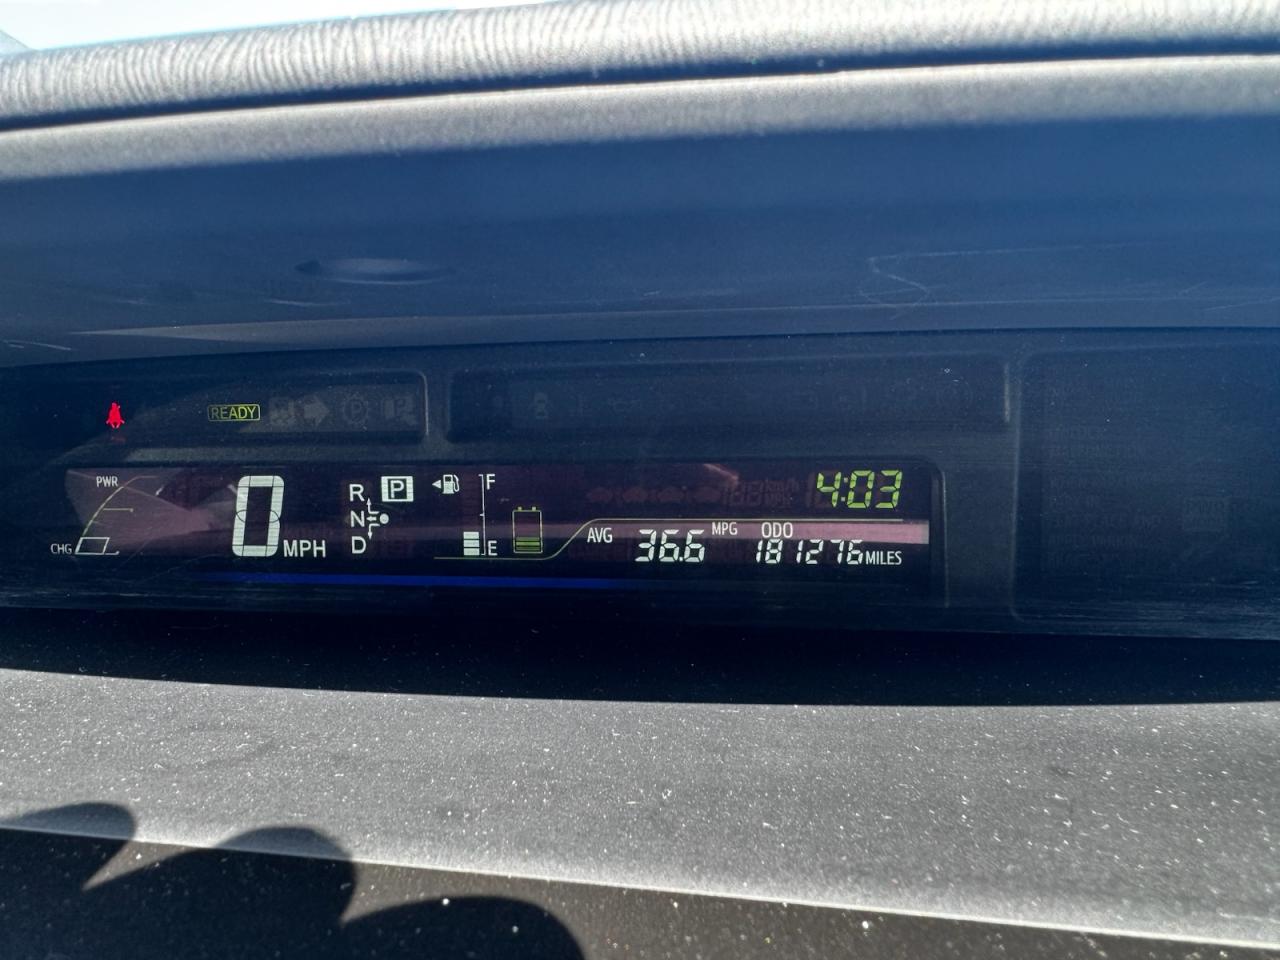 READY
PWR
CHG
0 MPH
R
N
D
P
F
E
4:03
AVG 36.6 MPG
ODO
181276 MILES